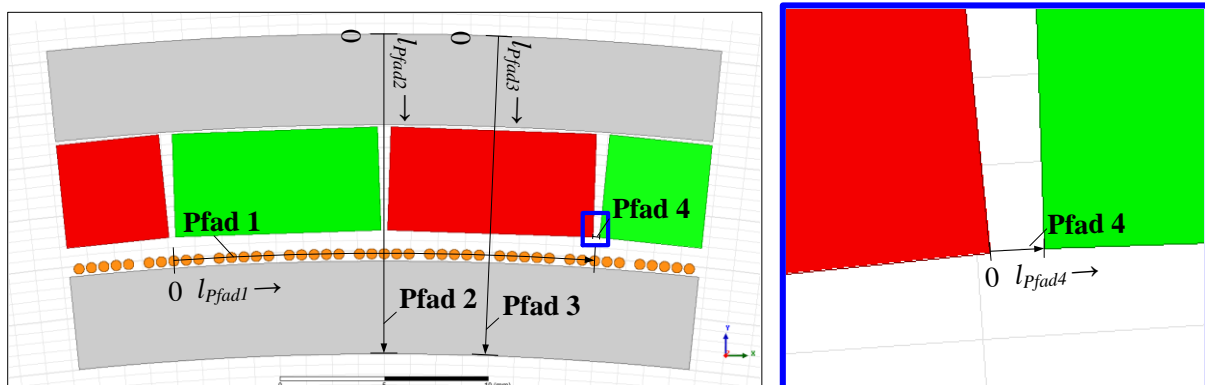 0
l_Pfad2 →
0
l_Pfad3 →
Pfad 1
Pfad 4
0 l_Pfad1 →
Pfad 2
Pfad 3
Y
X
Pfad 4
0 l_Pfad4 →